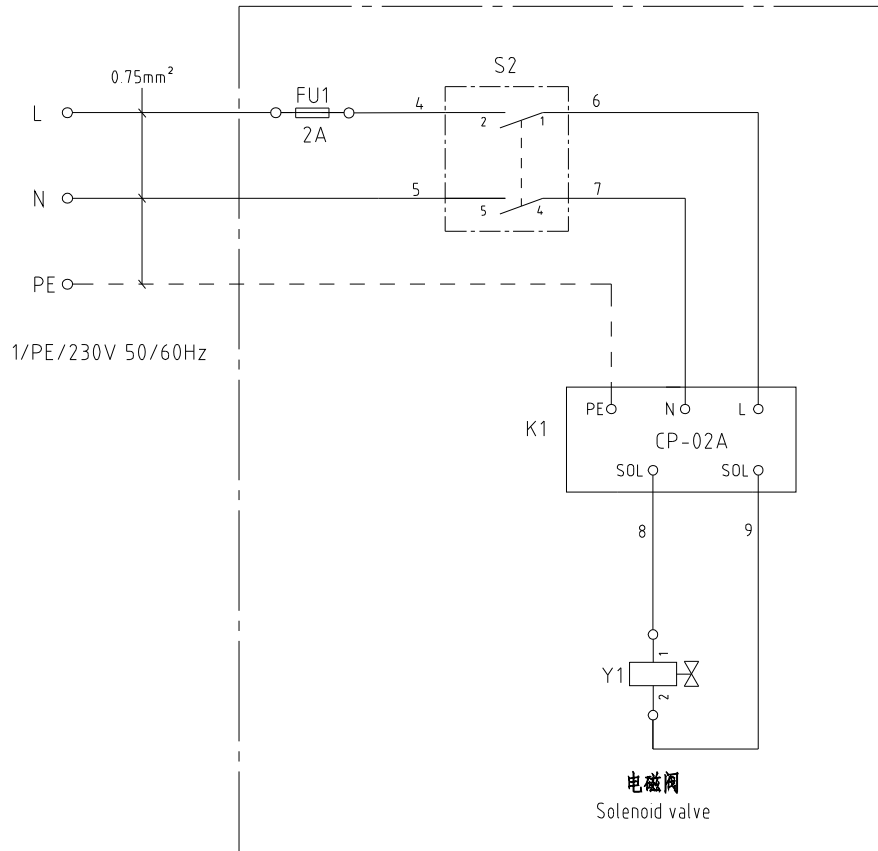 S2
0.75mm²
L
FU1
4
2
1
6
2A
N
5
5
4
7
PE
1/PE/230V 50/60Hz
K1
PE
N
L
CP-02A
SOL
SOL
8
9
Y1
1
2
电磁阀
Solenoid valve